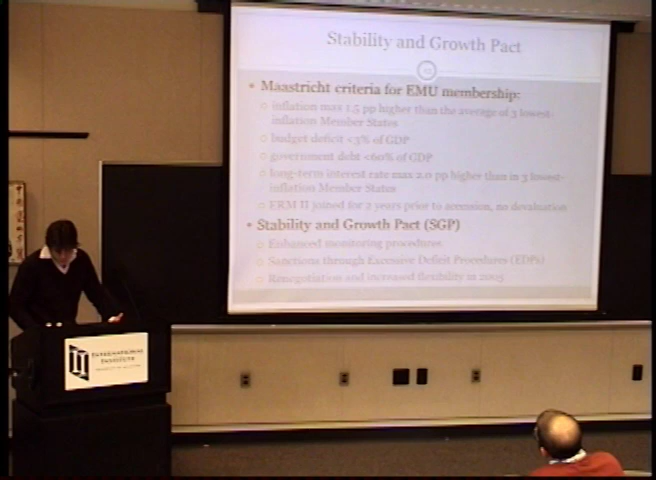 Stability and Growth Pact
• Maastricht criteria for EMU membership:
inflation max 1.5 pp higher than the average of 3 lowest-
inflation Member States
budget deficit <3% of GDP
government debt <60% of GDP
long-term interest rate max 2.0 pp higher than in 3 lowest-
inflation Member States
ERM II joined for 2 years prior to accession, no devaluation
• Stability and Growth Pact (SGP)
Enhanced monitoring procedures
Sanctions through Excessive Deficit Procedures (EDPs)
Renegotiation and increased flexibility in 2005
INTERNATIONAL
INSTITUTE